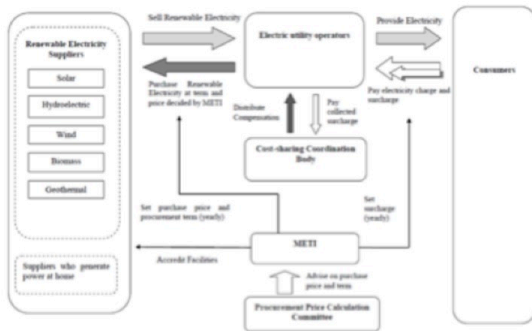 Sell Renewable Electricity
Provide Electricity
Renewable Electricity
Suppliers
Solar
Hydroelectric
Wind
Biomass
Geothermal
Suppliers who generate
power at home
Electric utility operators
Consumers
Purchase Renewable
Electricity at term and
price decided by METI
Pay electricity charge and
surcharge
Distribute
Compensation
Pay
collected
surcharge
Cost-sharing Coordination
Body
Set purchase price and
procurement term (yearly)
Set
surcharge
(yearly)
METI
Accredit Facilities
Advise on purchase
price and term
Procurement Price Calculation
Committee